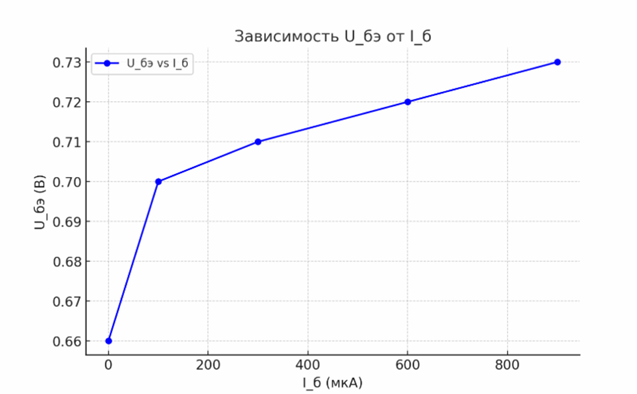 Зависимость U_бэ от I_б
U_бэ vs I_б
0.73
0.72
0.71
0.70
0.69
0.68
0.67
0.66
U_бэ (В)
0 200 400 600 800
I_б (мкА)